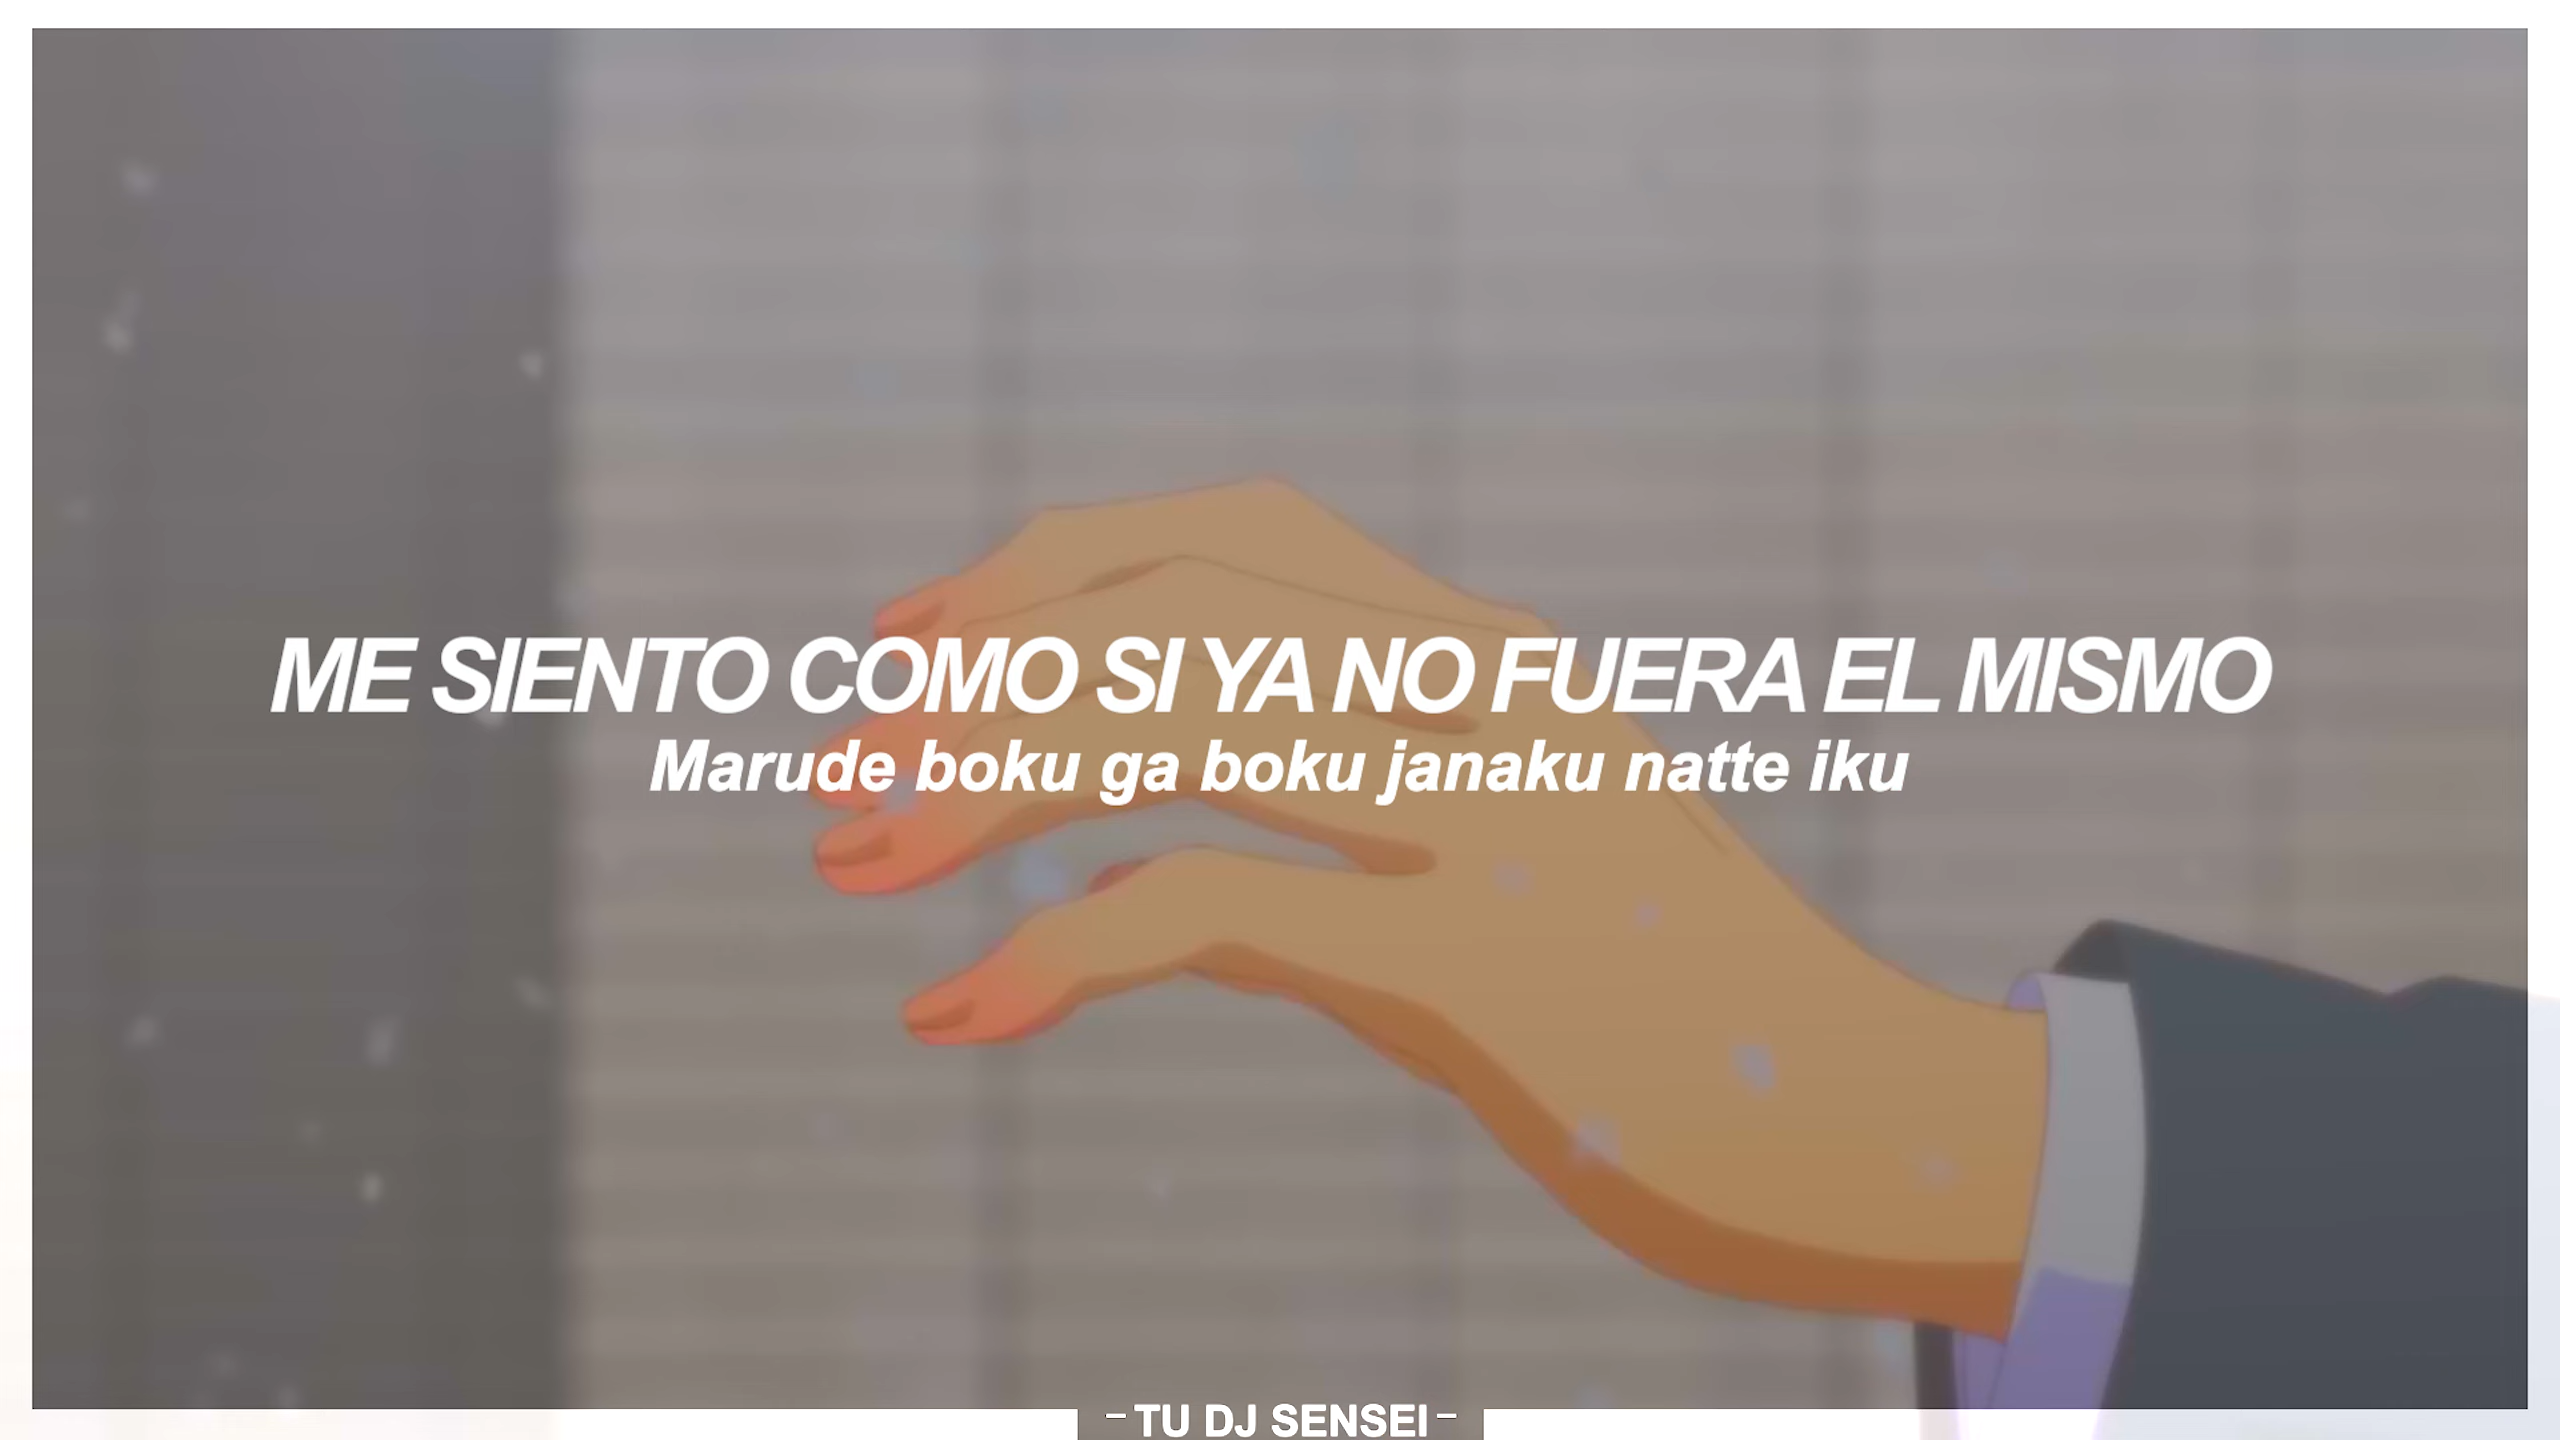 ME SIENTO COMO SI YA NO FUERA EL MISMO
Marude boku ga boku janaku natte iku
- TU DJ SENSEI -